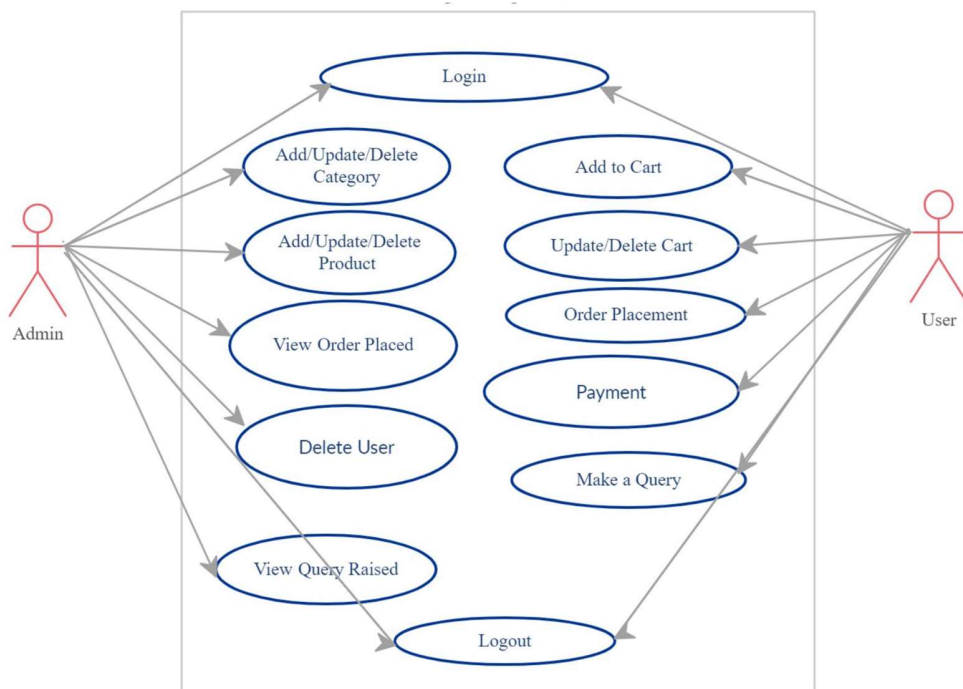 Login
Add/Update/Delete
Category
Add to Cart
Add/Update/Delete
Product
Update/Delete Cart
Admin
User
View Order Placed
Order Placement
Payment
Delete User
Make a Query
View Query Raised
Logout